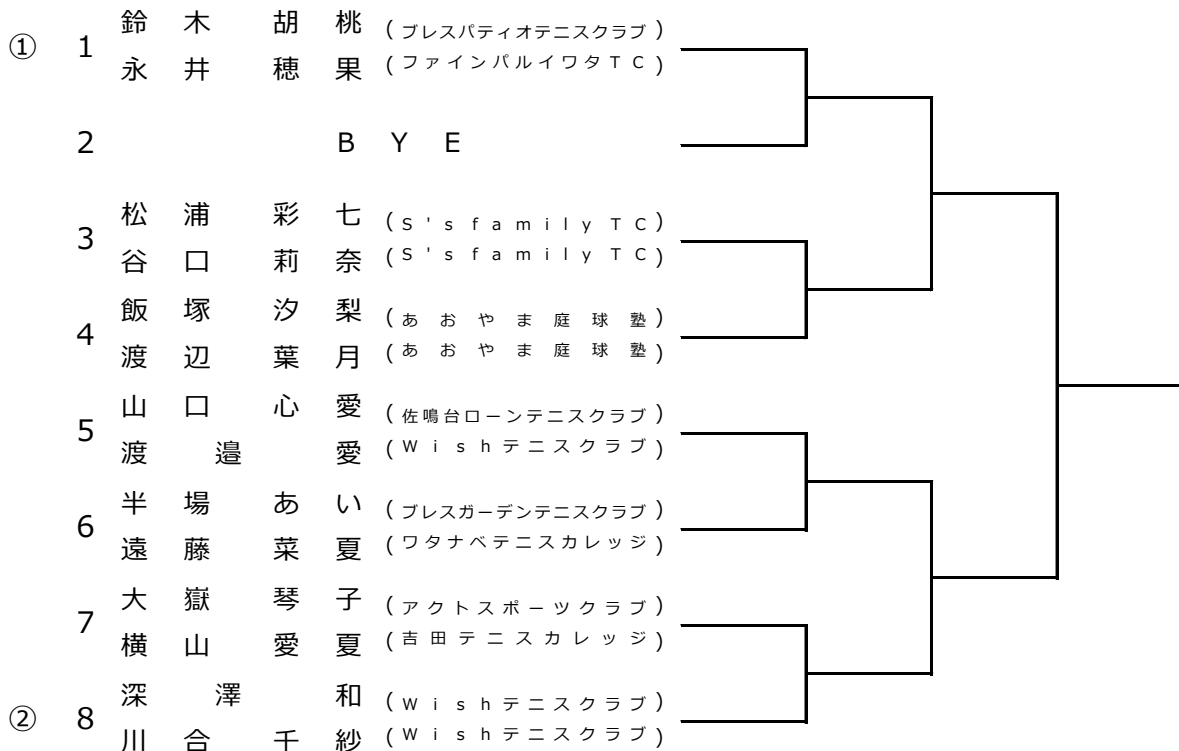 ① 1 鈴木 胡桃 (ブレスパティオテニスクラブ)
永井 穂果 (ファインパルイワタTC)
2 BYE
3 松浦 彩七 (S's family TC)
谷口 莉奈 (S's family TC)
4 飯塚 汐梨 (あおやま庭球塾)
渡辺 葉月 (あおやま庭球塾)
5 山口 心愛 (佐鳴台ローンテニスクラブ)
渡邉 愛 (Wishテニスクラブ)
6 半場 あい (ブレスガーデンテニスクラブ)
遠藤 菜夏 (ワタナベテニスカレッジ)
7 大嶽 琴子 (アクトスポーツクラブ)
横山 愛夏 (吉田テニスカレッジ)
② 8 深澤 和 (Wishテニスクラブ)
川合 千紗 (Wishテニスクラブ)